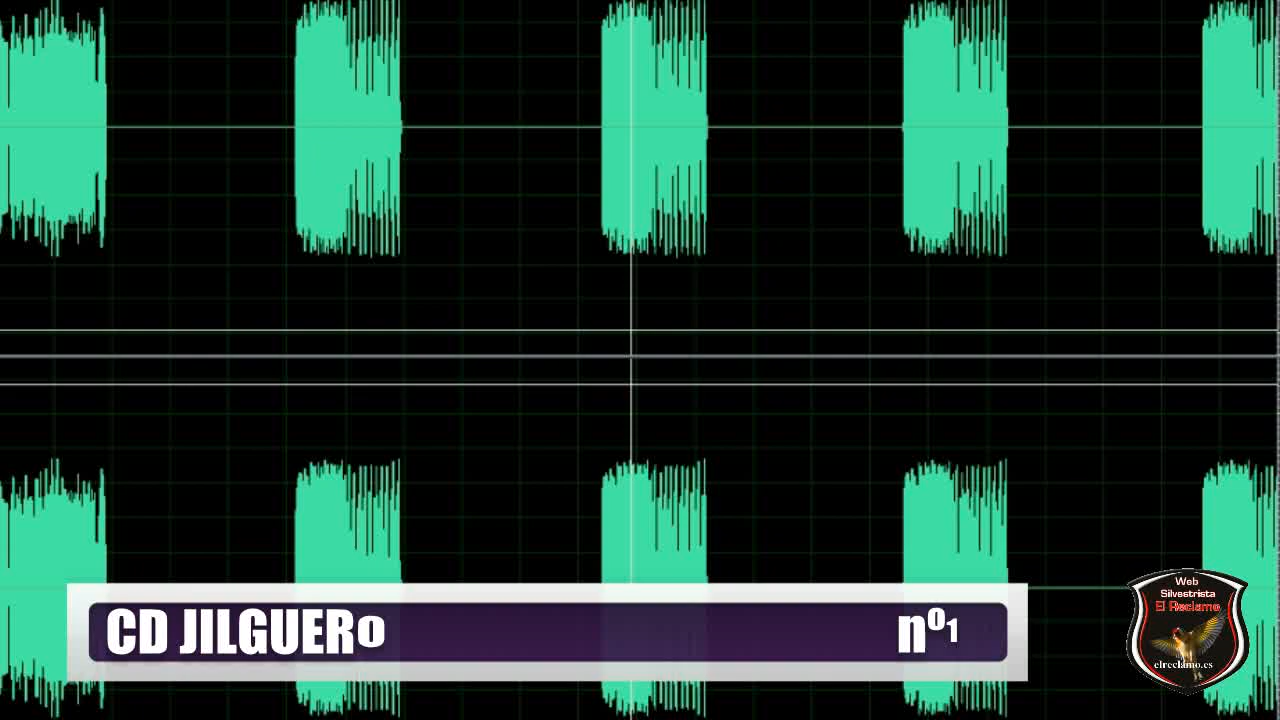 CD JILGUERO nº1
Web
Silvestrista
El Reclamo
elreclamo.es